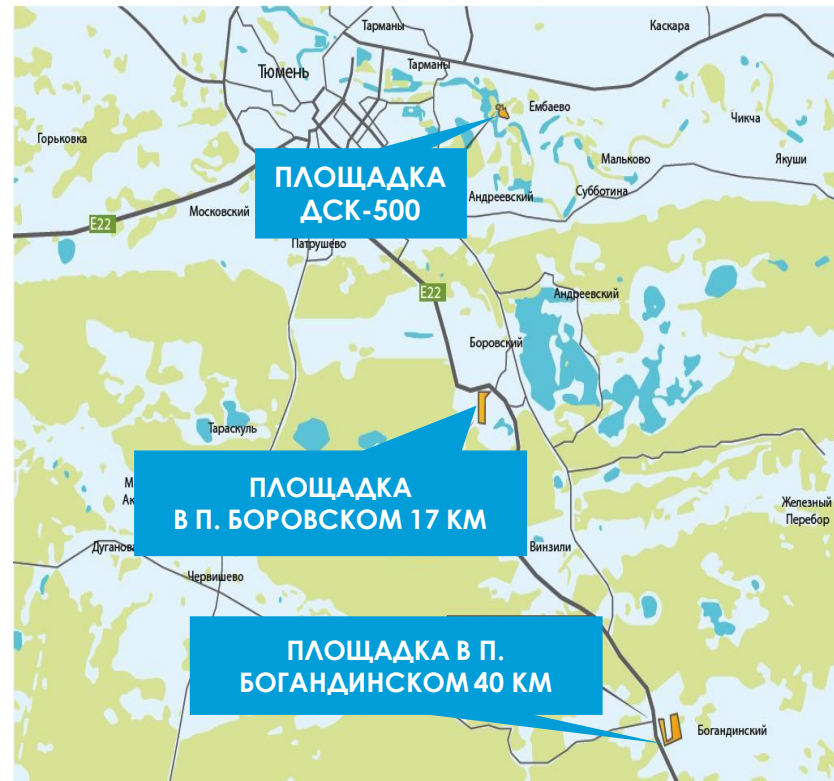 Тарманы
Каскара
Тюмень
Тарманы
Ембаево
Чикча
Горьковка
Мальково
Якуши
ПЛОЩАДКА
ДСК-500
Субботина
Андреевский
Московский
E22
Патрушево
E22
Андреевский
Боровский
Тараскуль
ПЛОЩАДКА
В П. БОРОВСКОМ 17 КМ
Железный
Перебор
Винзили
Червишево
ПЛОЩАДКА В П.
БОГАНДИНСКОМ 40 КМ
Богандинский